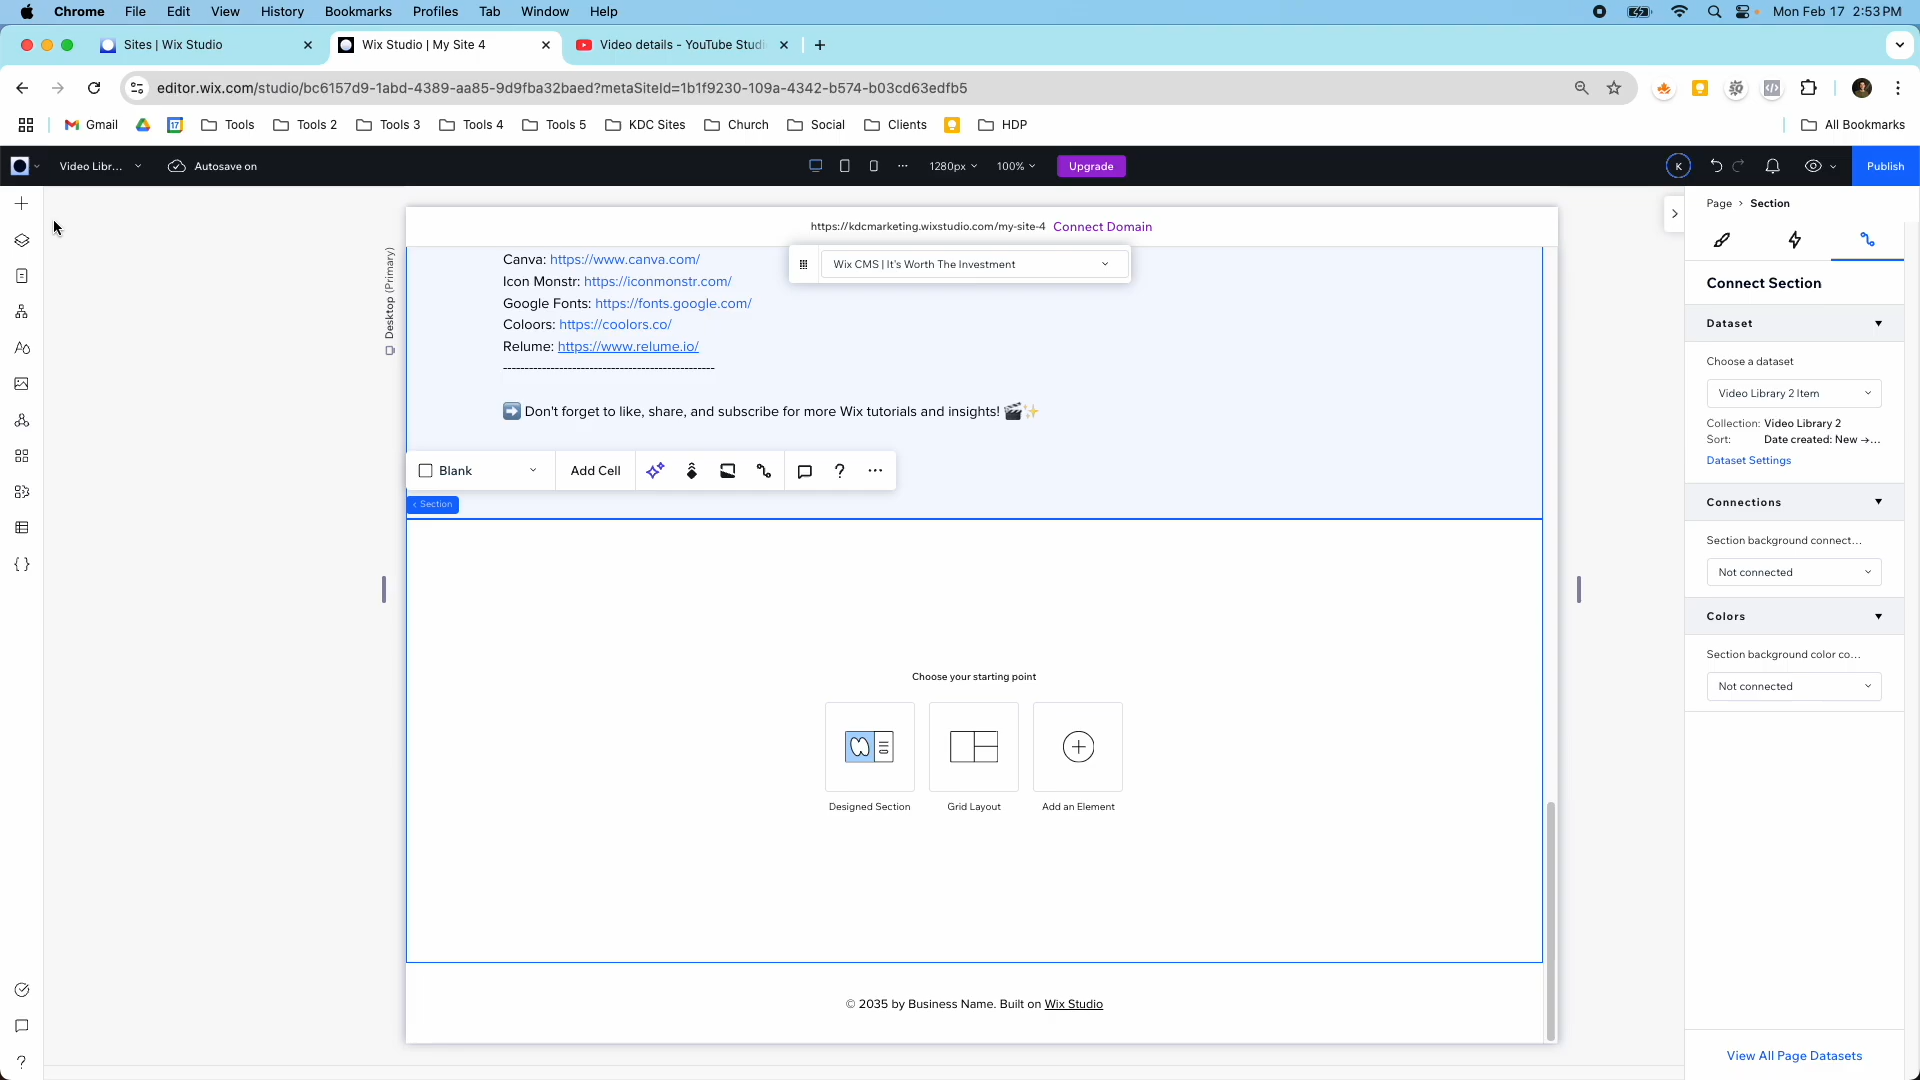 Chrome File Edit View History Bookmarks Profiles Tab Window Help Mon Feb 17 2:53 PM
Sites | Wix Studio Wix Studio | My Site 4 Video details - YouTube Studi
editor.wix.com/studio/bc6157d9-1abd-4389-aa85-9d9fba32baed?metaSiteId=1b1f9230-109a-4342-b574-b03cd63edfb5
Gmail 17 Tools Tools 2 Tools 3 Tools 4 Tools 5 KDC Sites Church Social Clients HDP All Bookmarks
Video Libr... Autosave on 1280px 100% Upgrade K Publish
Page > Section
https://kdcmarketing.wixstudio.com/my-site-4 Connect Domain
Desktop (Primary)
Wix CMS | It's Worth The Investment
Canva: https://www.canva.com/
Icon Monstr: https://iconmonstr.com/
Google Fonts: https://fonts.google.com/
Coloors: https://coolors.co/
Relume: https://www.relume.io/
------------------------------------------------
➡️ Don't forget to like, share, and subscribe for more Wix tutorials and insights! 🎬✨
Blank Add Cell
< Section
Choose your starting point
Designed Section Grid Layout Add an Element
© 2035 by Business Name. Built on Wix Studio
Connect Section
Dataset
Choose a dataset
Video Library 2 Item
Collection: Video Library 2
Sort: Date created: New →...
Dataset Settings
Connections
Section background connect...
Not connected
Colors
Section background color co...
Not connected
View All Page Datasets